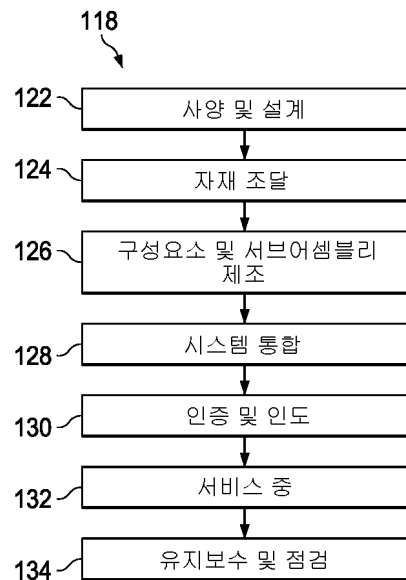 118
122
사양 및 설계
124
자재 조달
126
구성요소 및 서브어셈블리
제조
128
시스템 통합
130
인증 및 인도
132
서비스 중
134
유지보수 및 점검